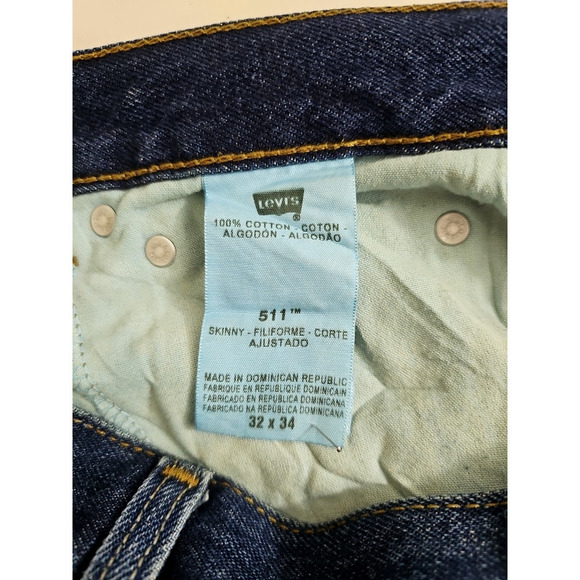 Levi's
®
100% COTTON - COTON -
ALGODÓN - ALGODÃO
511™
SKINNY - FILIFORME - CORTE
AJUSTADO
MADE IN DOMINICAN REPUBLIC
FABRIQUE EN REPUBLIQUE DOMINICAINE
FABRICADO EN REPUBLICA DOMINICANA
FABRICADO NA REPÚBLICA DOMINICANA
32 x 34